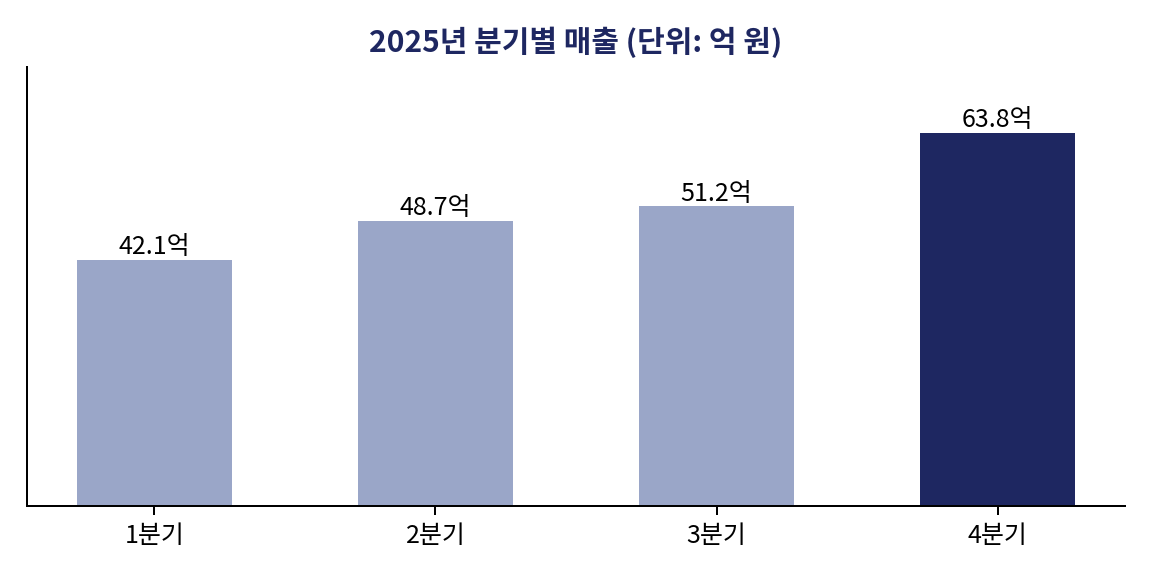 2025년 분기별 매출 (단위: 억 원)
42.1억
48.7억
51.2억
63.8억
1분기
2분기
3분기
4분기